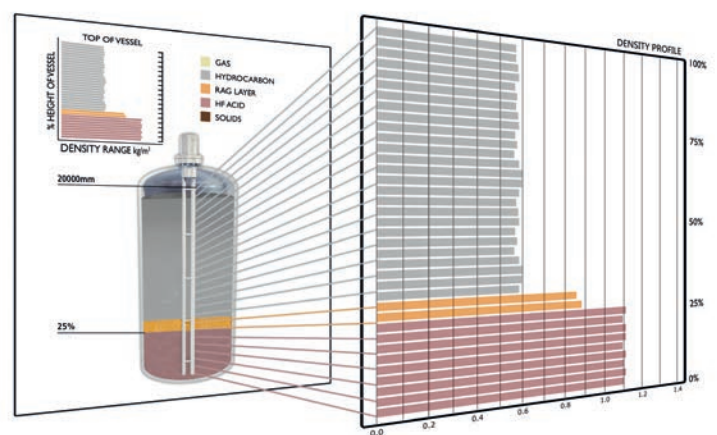 TOP OF VESSEL
% HEIGHT OF VESSEL
DENSITY RANGE kg/m³
GAS
HYDROCARBON
RAG LAYER
HF ACID
SOLIDS
20000mm
25%
DENSITY PROFILE
100%
75%
50%
25%
0%
0.0 0.2 0.4 0.6 0.8 1.0 1.2 1.4